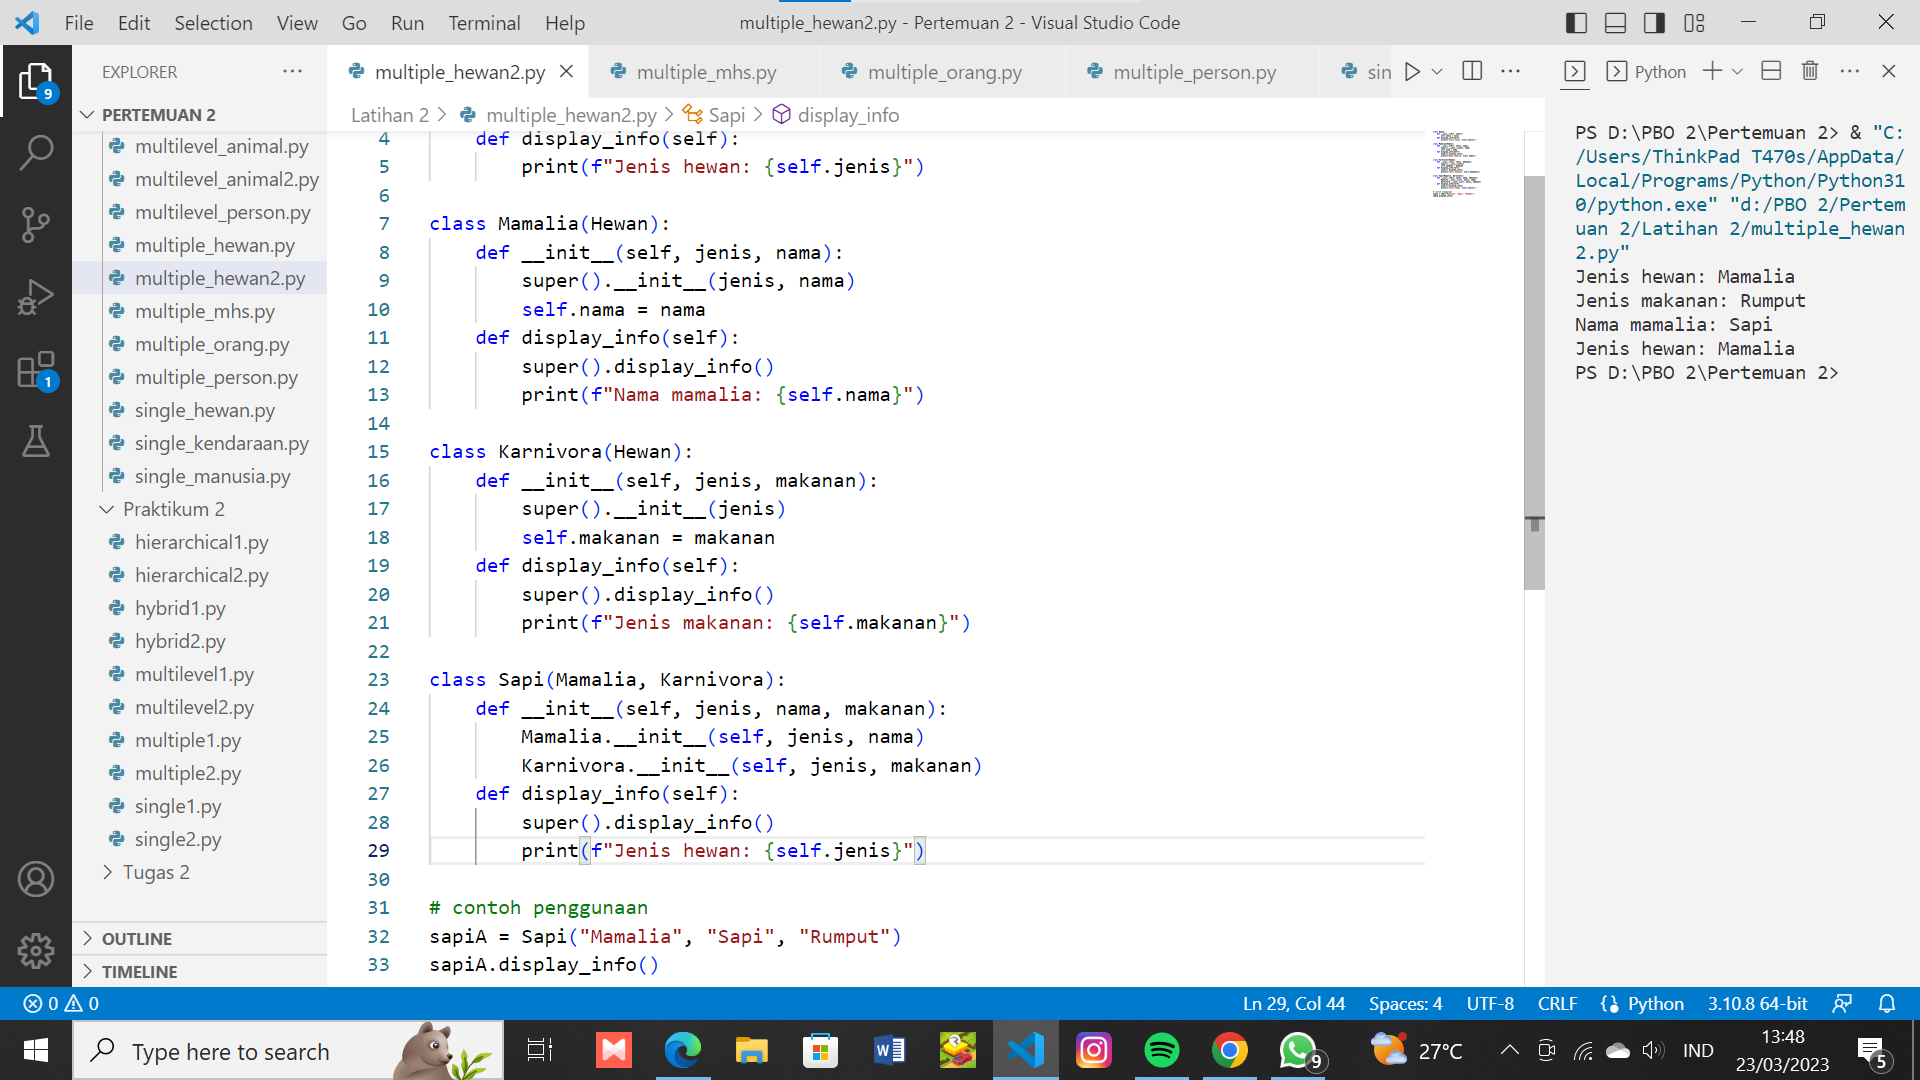 File Edit Selection View Go Run Terminal Help
multiple_hewan2.py - Pertemuan 2 - Visual Studio Code
9
1
EXPLORER
PERTEMUAN 2
multilevel_animal.py
multilevel_animal2.py
multilevel_person.py
multiple_hewan.py
multiple_hewan2.py
multiple_mhs.py
multiple_orang.py
multiple_person.py
single_hewan.py
single_kendaraan.py
single_manusia.py
Praktikum 2
hierarchical1.py
hierarchical2.py
hybrid1.py
hybrid2.py
multilevel1.py
multilevel2.py
multiple1.py
multiple2.py
single1.py
single2.py
Tugas 2
OUTLINE
TIMELINE
multiple_hewan2.py multiple_mhs.py multiple_orang.py multiple_person.py sin
Latihan 2 > multiple_hewan2.py > Sapi > display_info
4 def display_info(self):
5 print(f"Jenis hewan: {self.jenis}")
6
7 class Mamalia(Hewan):
8 def __init__(self, jenis, nama):
9 super().__init__(jenis, nama)
10 self.nama = nama
11 def display_info(self):
12 super().display_info()
13 print(f"Nama mamalia: {self.nama}")
14
15 class Karnivora(Hewan):
16 def __init__(self, jenis, makanan):
17 super().__init__(jenis)
18 self.makanan = makanan
19 def display_info(self):
20 super().display_info()
21 print(f"Jenis makanan: {self.makanan}")
22
23 class Sapi(Mamalia, Karnivora):
24 def __init__(self, jenis, nama, makanan):
25 Mamalia.__init__(self, jenis, nama)
26 Karnivora.__init__(self, jenis, makanan)
27 def display_info(self):
28 super().display_info()
29 print(f"Jenis hewan: {self.jenis}")
30
31 # contoh penggunaan
32 sapiA = Sapi("Mamalia", "Sapi", "Rumput")
33 sapiA.display_info()
Python
PS D:\PBO 2\Pertemuan 2> & "C:
/Users/ThinkPad T470s/AppData/
Local/Programs/Python/Python31
0/python.exe" "d:/PBO 2/Pertem
uan 2/Latihan 2/multiple_hewan
2.py"
Jenis hewan: Mamalia
Jenis makanan: Rumput
Nama mamalia: Sapi
Jenis hewan: Mamalia
PS D:\PBO 2\Pertemuan 2>
0 0
Ln 29, Col 44 Spaces: 4 UTF-8 CRLF Python 3.10.8 64-bit
Type here to search
9
27°C
IND
13:48
23/03/2023
5